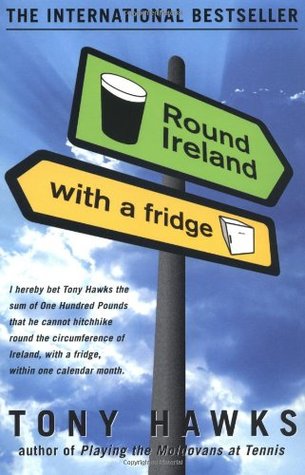 THE INTERNATIONAL BESTSELLER
Round
Ireland
with a fridge
I hereby bet Tony Hawks the
sum of One Hundred Pounds
that he cannot hitchhike
round the circumference of
Ireland, with a fridge,
within one calendar month.
TONY HAWKS
author of Playing the Moldovans at Tennis
Copyrighted Material